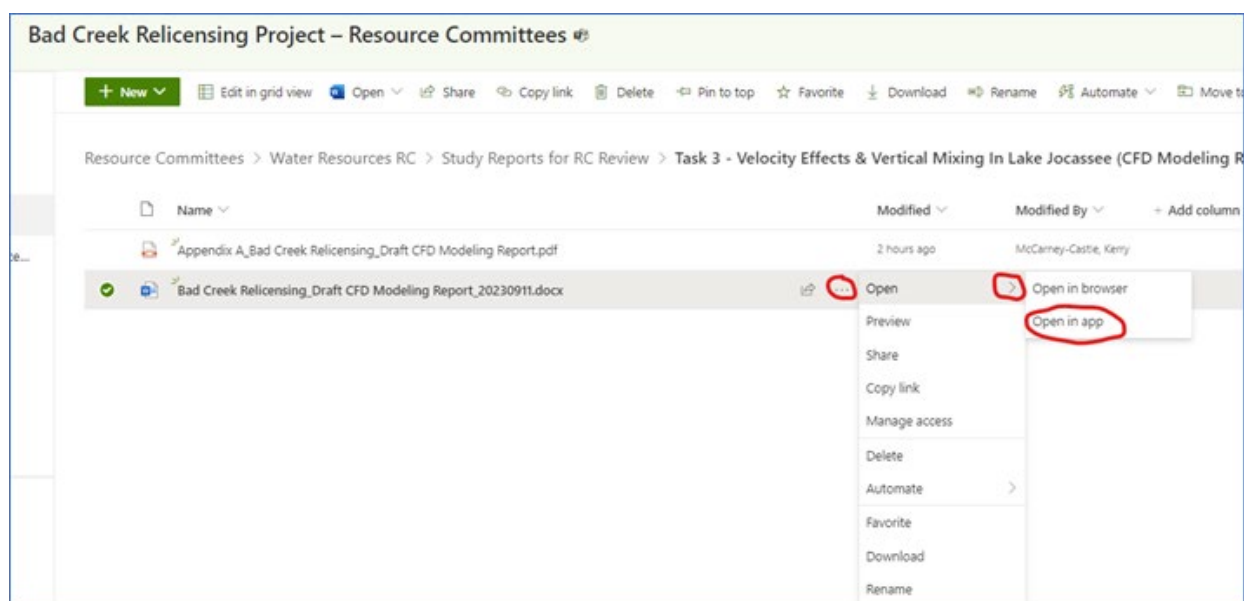 Bad Creek Relicensing Project – Resource Committees
+ New Edit in grid view Open Share Copy link Delete Pin to top Favorite Download Rename Automate Move to
Resource Committees > Water Resources RC > Study Reports for RC Review > Task 3 - Velocity Effects & Vertical Mixing In Lake Jocassee (CFD Modeling R
Name Modified Modified By + Add column
Appendix A_Bad Creek Relicensing_Draft CFD Modeling Report.pdf 2 hours ago McCarney-Castle, Kerry
Bad Creek Relicensing_Draft CFD Modeling Report_20230911.docx ... Open > Open in browser
Preview Open in app
Share
Copy link
Manage access
Delete
Automate >
Favorite
Download
Rename